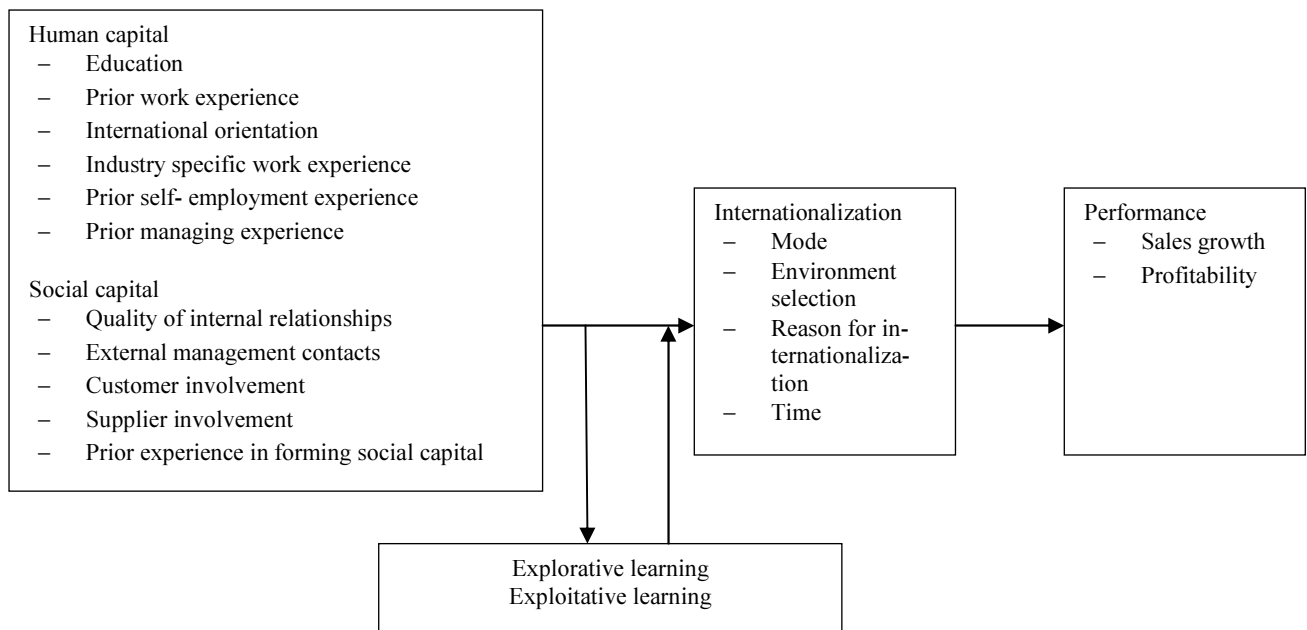 Human capital
– Education
– Prior work experience
– International orientation
– Industry specific work experience
– Prior self- employment experience
– Prior managing experience
Social capital
– Quality of internal relationships
– External management contacts
– Customer involvement
– Supplier involvement
– Prior experience in forming social capital
Internationalization
– Mode
– Environment
selection
– Reason for in-
ternationaliza-
tion
– Time
Performance
– Sales growth
– Profitability
Explorative learning
Exploitative learning